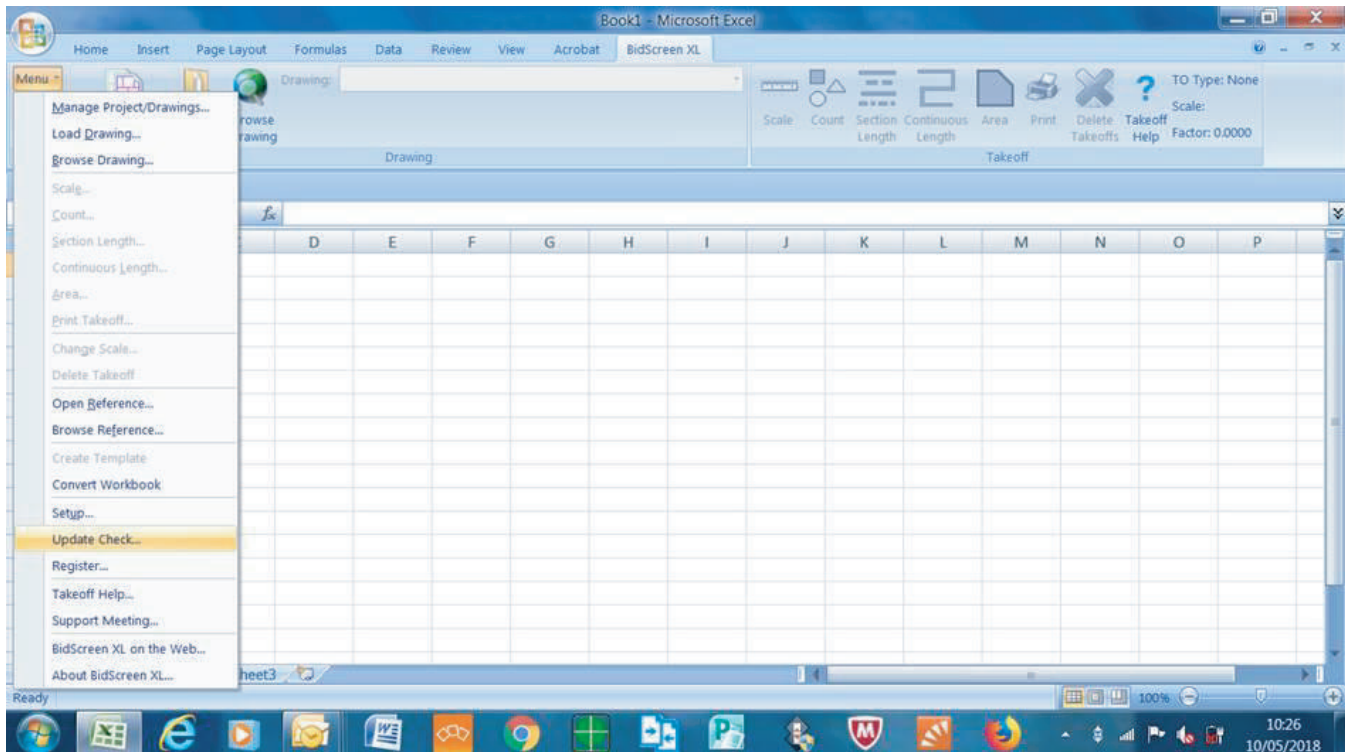 Book1 - Microsoft Excel
Home Insert Page Layout Formulas Data Review View Acrobat BidScreen XL
Menu
Drawing:
rowse
rawing
Drawing
Scale Count Section Length Continuous Length Area Print Delete Takeoffs Takeoff Help
Takeoff
TO Type: None
Scale:
Factor: 0.0000
Manage Project/Drawings...
Load Drawing...
Browse Drawing...
Scale...
Count...
Section Length...
Continuous Length...
Area...
Print Takeoff...
Change Scale...
Delete Takeoff
Open Reference...
Browse Reference...
Create Template
Convert Workbook
Setup...
Update Check...
Register...
Takeoff Help...
Support Meeting...
BidScreen XL on the Web...
About BidScreen XL...
fx
D E F G H I J K L M N O P
heet3
Ready
100%
10:26
10/05/2018